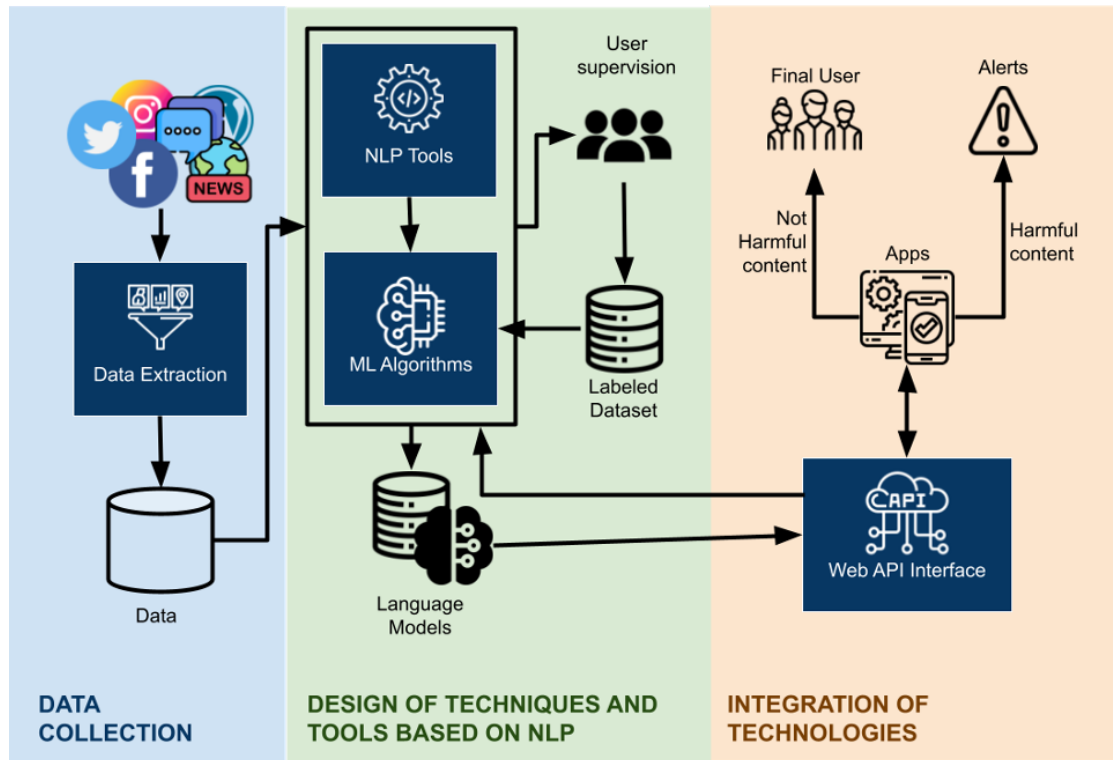 NEWS
Data Extraction
Data
DATA
COLLECTION
</>
NLP Tools
ML Algorithms
User
supervision
Labeled
Dataset
Language
Models
DESIGN OF TECHNIQUES AND
TOOLS BASED ON NLP
Final User
Alerts
Not
Harmful
content
Apps
Harmful
content
API
Web API Interface
INTEGRATION OF
TECHNOLOGIES